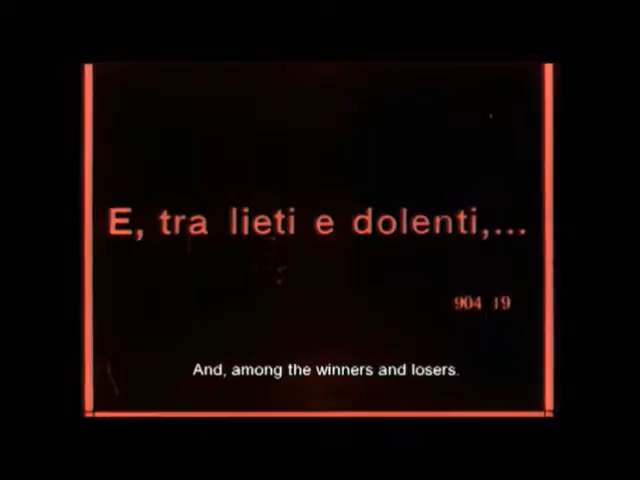 E, tra lieti e dolenti,...
904 19
And, among the winners and losers.